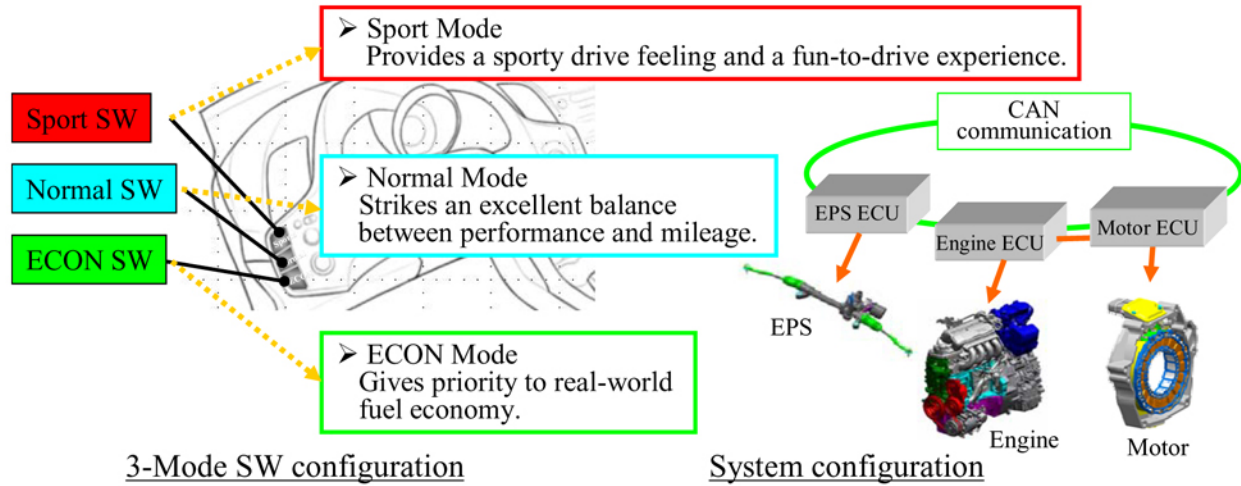 ➢ Sport Mode
Provides a sporty drive feeling and a fun-to-drive experience.
Sport SW
Normal SW
ECON SW
➢ Normal Mode
Strikes an excellent balance
between performance and mileage.
➢ ECON Mode
Gives priority to real-world
fuel economy.
3-Mode SW configuration
CAN
communication
EPS ECU
Engine ECU
Motor ECU
EPS
Engine
Motor
System configuration